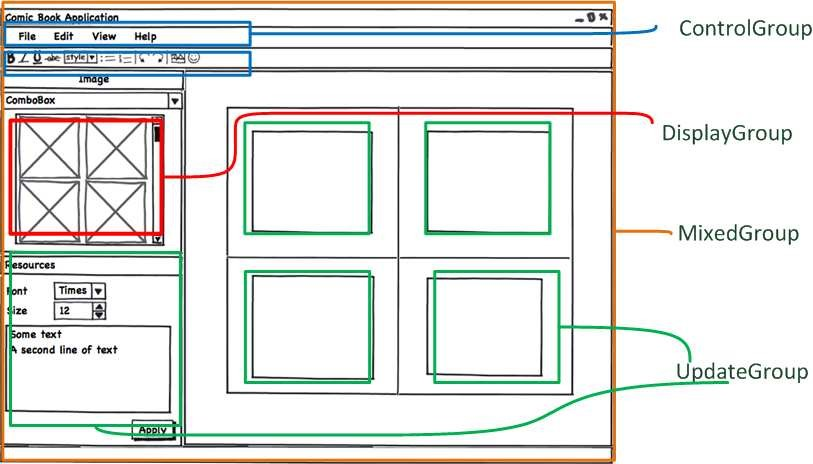 Comic Book Application
File Edit View Help
ControlGroup
B I U abc style
Image
ComboBox
DisplayGroup
MixedGroup
Resources
Font Times
Size 12
Some text
A second line of text
UpdateGroup
Apply